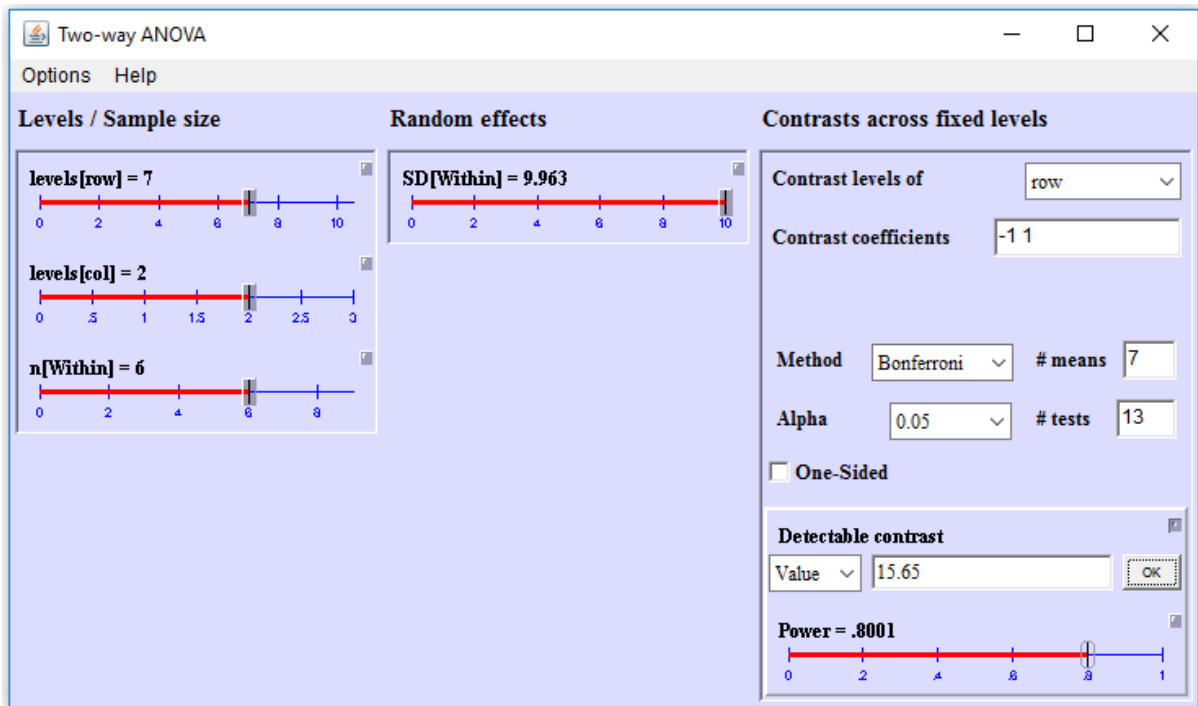 Two-way ANOVA
Options Help
Levels / Sample size
levels[row] = 7
0 2 4 6 8 10
levels[col] = 2
0 .5 1 1.5 2 2.5 3
n[Within] = 6
0 2 4 6 8
Random effects
SD[Within] = 9.963
0 2 4 6 8 10
Contrasts across fixed levels
Contrast levels of row
Contrast coefficients -1 1
Method Bonferroni # means 7
Alpha 0.05 # tests 13
One-Sided
Detectable contrast
Value 15.65 OK
Power = .8001
0 .2 .4 .6 .8 1